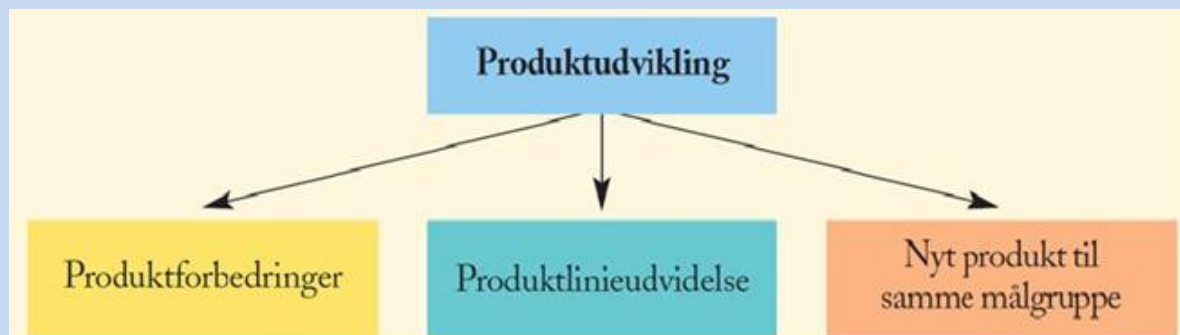 Produktudvikling
Produktforbedringer
Produktlinieudvidelse
Nyt produkt til
samme målgruppe